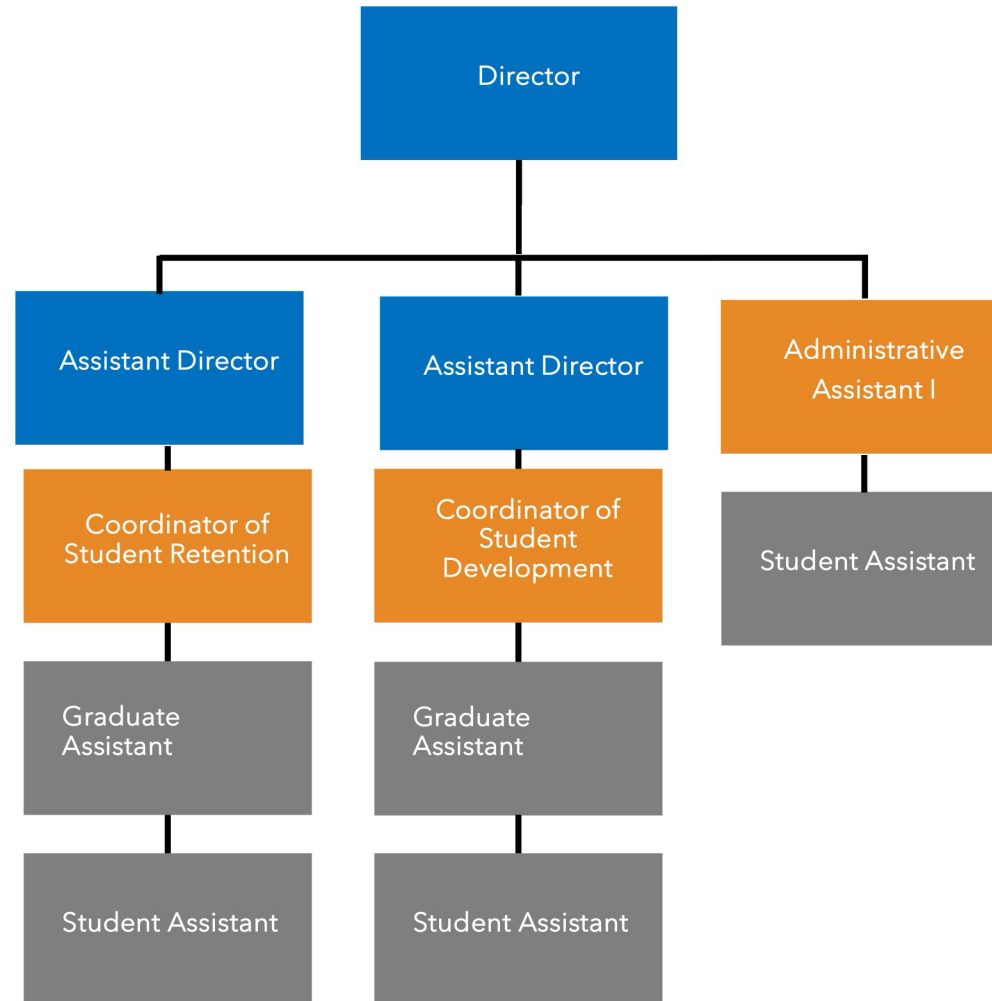 Director
Assistant Director
Assistant Director
Administrative
Assistant I
Coordinator of
Student Retention
Coordinator of
Student
Development
Student Assistant
Graduate
Assistant
Graduate
Assistant
Student Assistant
Student Assistant